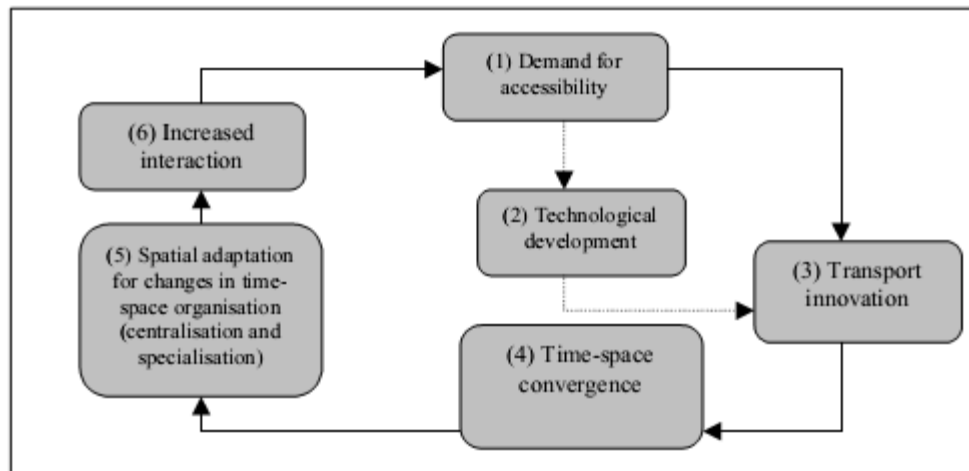 (1) Demand for
accessibility
(2) Technological
development
(3) Transport
innovation
(4) Time-space
convergence
(5) Spatial adaptation
for changes in time-
space organisation
(centralisation and
specialisation)
(6) Increased
interaction